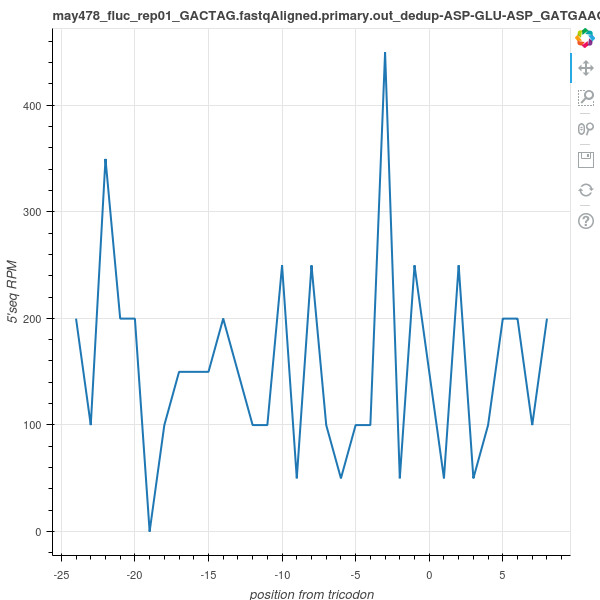 may478_fluc_rep01_GACTAG.fastqAligned.primary.out_dedup-ASP-GLU-ASP_GATGAAG
400
300
200
100
0
5'seq RPM
-25 -20 -15 -10 -5 0 5
position from tricodon